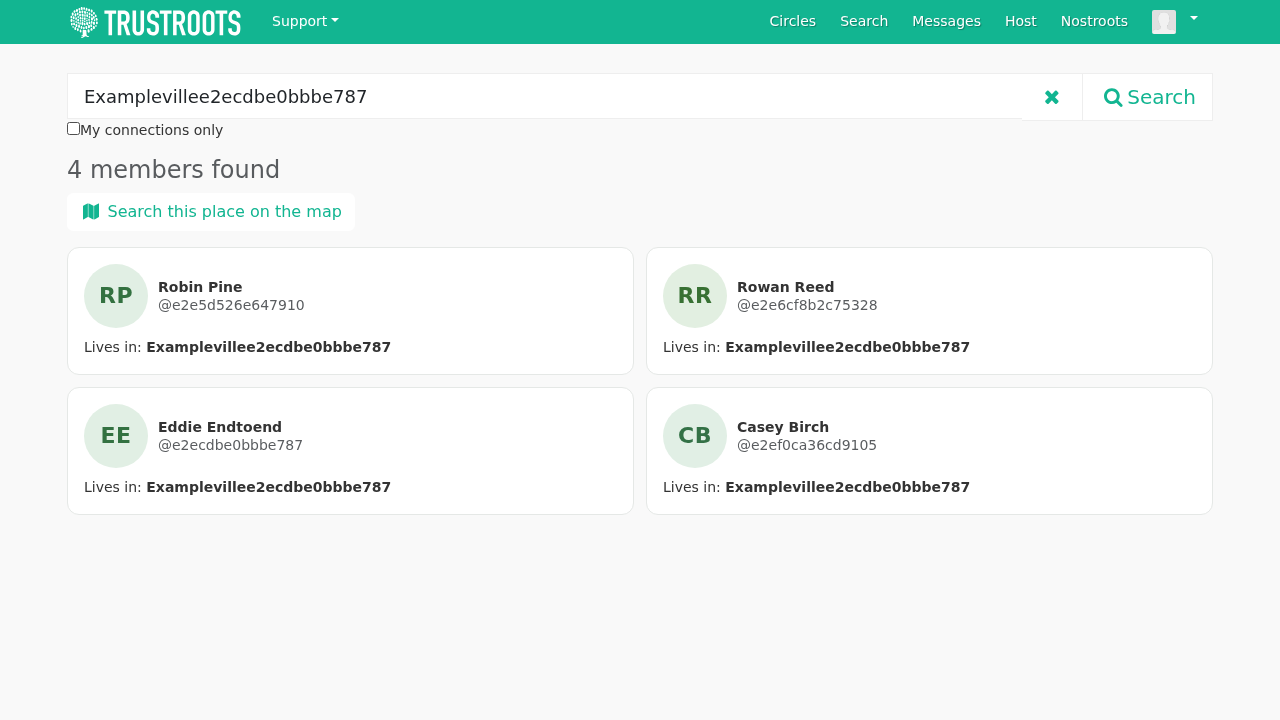 TRUSTROOTS Support Circles Search Messages Host Nostroots
Examplevillee2ecdbe0bbbe787 Search
My connections only
4 members found
Search this place on the map
RP
Robin Pine
@e2e5d526e647910
Lives in: Examplevillee2ecdbe0bbbe787
RR
Rowan Reed
@e2e6cf8b2c75328
Lives in: Examplevillee2ecdbe0bbbe787
EE
Eddie Endtoend
@e2ecdbe0bbbe787
Lives in: Examplevillee2ecdbe0bbbe787
CB
Casey Birch
@e2ef0ca36cd9105
Lives in: Examplevillee2ecdbe0bbbe787